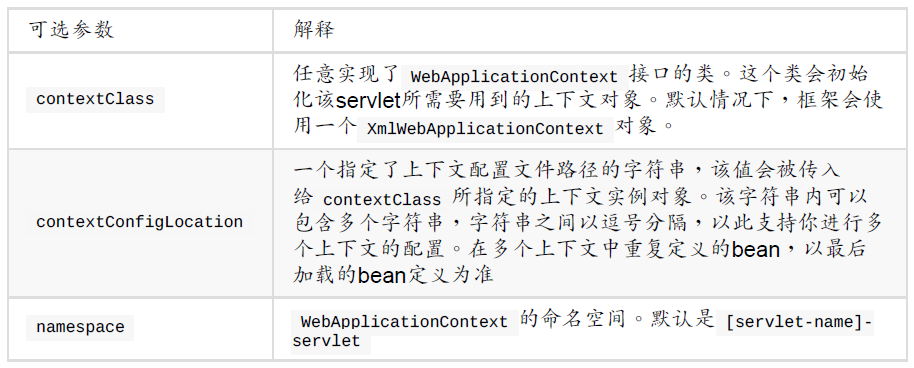 可选参数
解释
contextClass
任意实现了 WebApplicationContext 接口的类。这个类会初始
化该servlet所需要用到的上下文对象。默认情况下，框架会使
用一个 XmlWebApplicationContext 对象。
contextConfigLocation
一个指定了上下文配置文件路径的字符串，该值会被传入
给 contextClass 所指定的上下文实例对象。该字符串内可以
包含多个字符串，字符串之间以逗号分隔，以此支持你进行多
个上下文的配置。在多个上下文中重复定义的bean，以最后
加载的bean定义为准
namespace
WebApplicationContext 的命名空间。默认是 [servlet-name]-
servlet